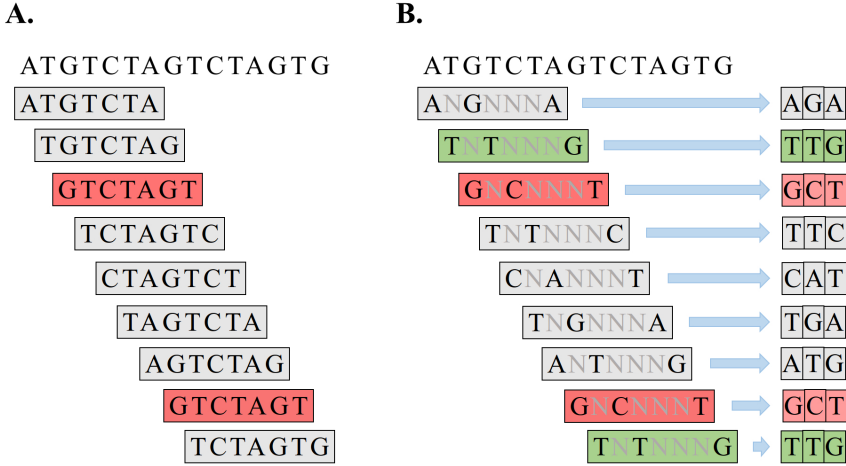 A.
ATGTCTAGTCTAGTG
ATGTCTA
TGTCTAG
GTCTAGT
TCTAGTC
CTAGTCT
TAGTCTA
AGTCTAG
GTCTAGT
TCTAGTG
B.
ATGTCTAGTCTAGTG
ANGNNNA AGA
TNTNNNG TTG
GNCNNNT GCT
TNTNNNC TTC
CNANNNT CAT
TNGNNNA TGA
ANTNNNG ATG
GNCNNNT GCT
TNTNNNG TTG